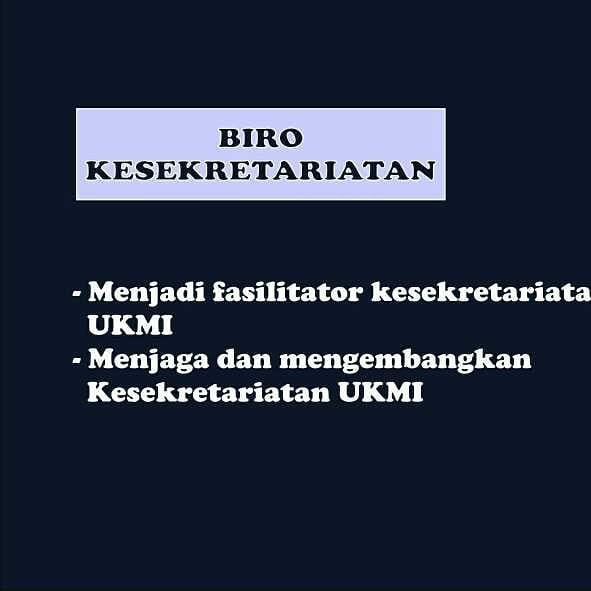 BIRO
KESEKRETARIATAN
- Menjadi fasilitator kesekretariata
UKMI
- Menjaga dan mengembangkan
Kesekretariatan UKMI